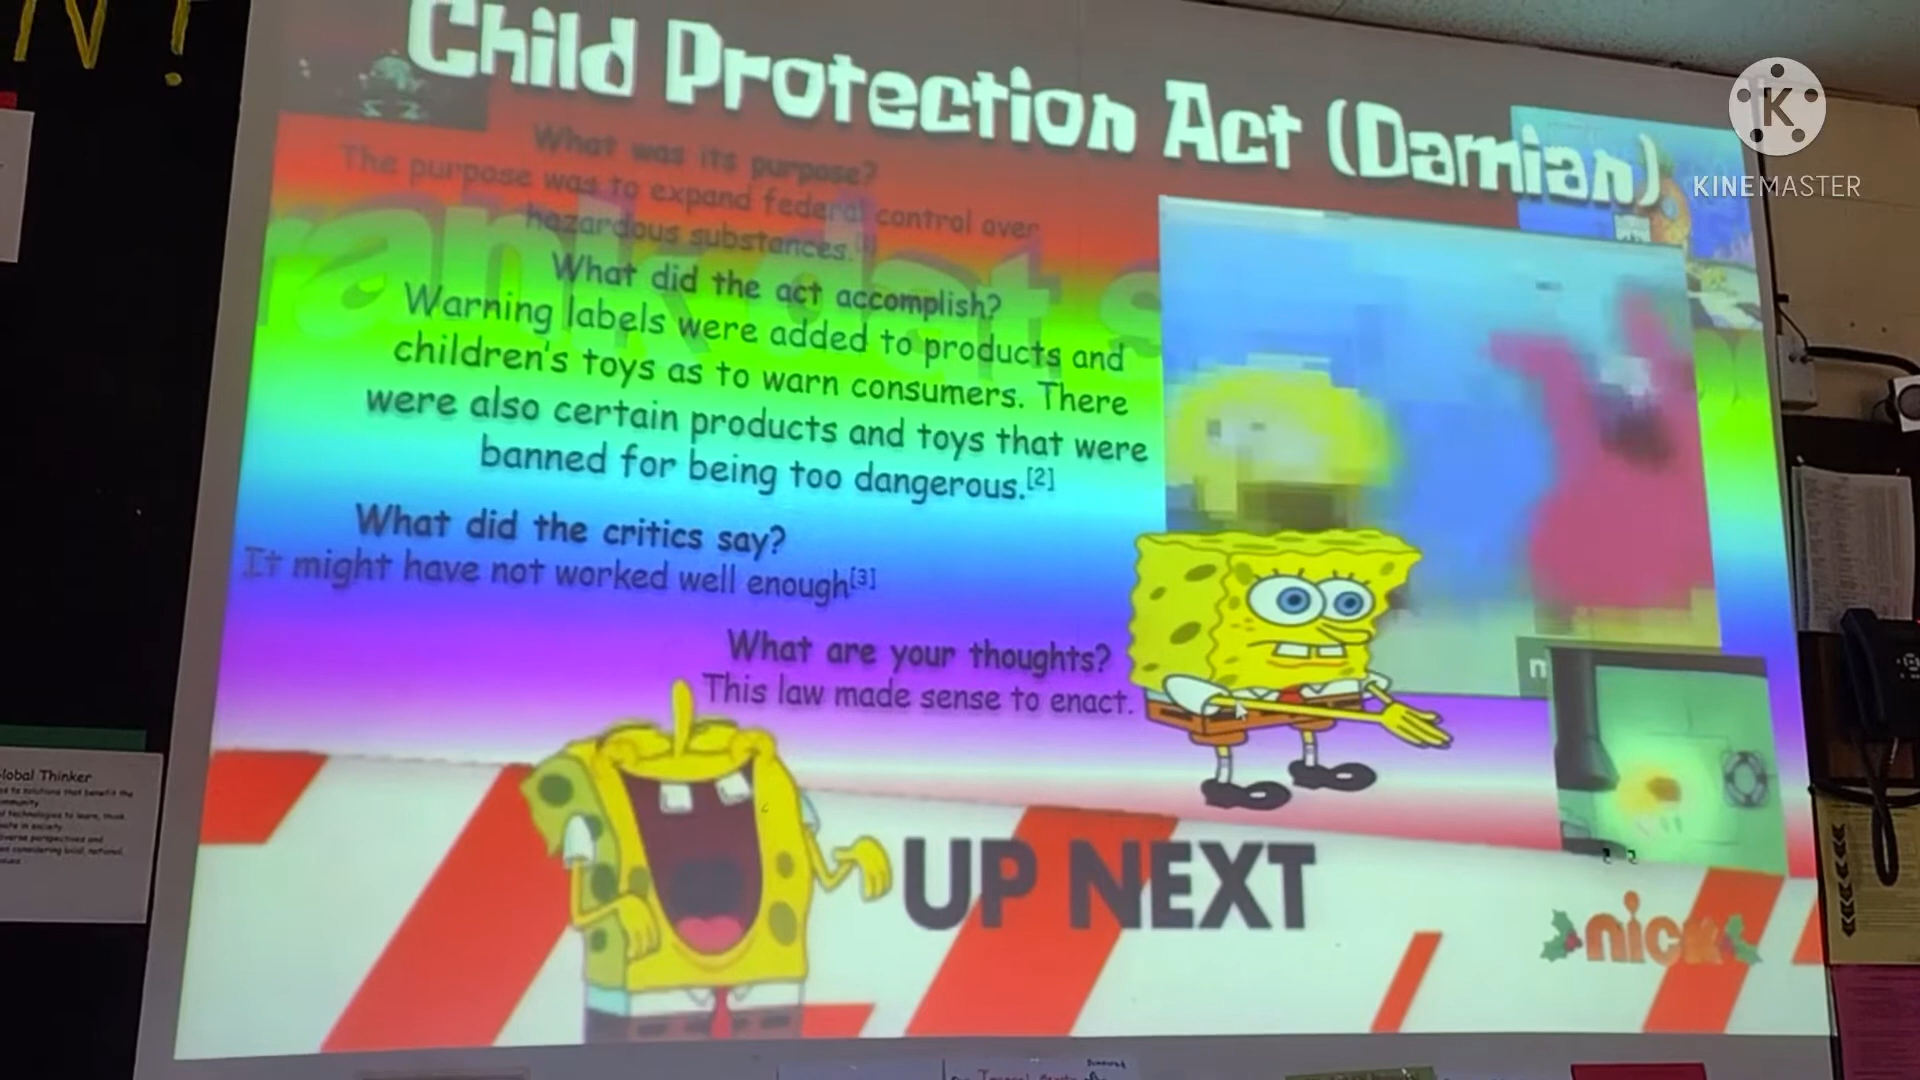 N!
Child Protection Act (Damian)
KINEMASTER
What was its purpose?
The purpose was to expand federal control over
hazardous substances.
What did the act accomplish?
Warning labels were added to products and
children's toys as to warn consumers. There
were also certain products and toys that were
banned for being too dangerous.[2]
What did the critics say?
It might have not worked well enough[3]
What are your thoughts?
This law made sense to enact.
UP NEXT
nick
lobal Thinker